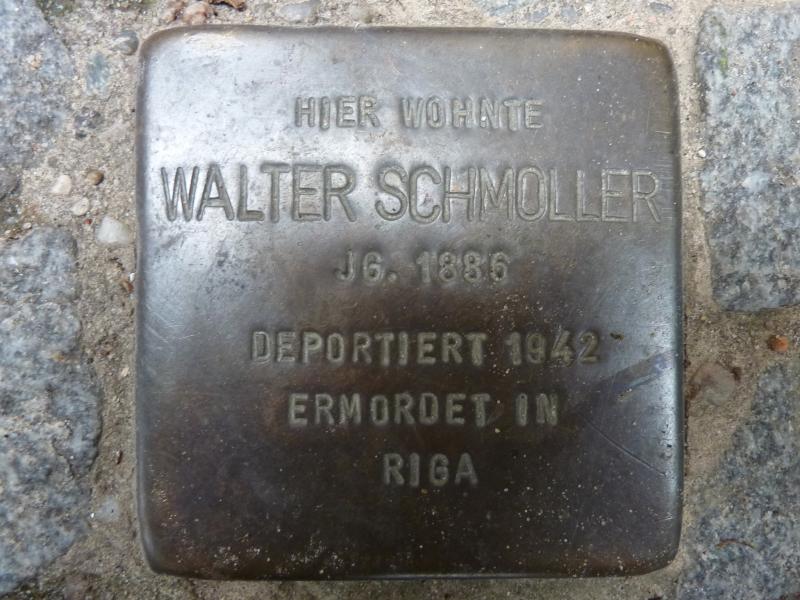 HIER WOHNTE
WALTER SCHMOLLER
JG. 1886
DEPORTIERT 1942
ERMORDET IN
RIGA